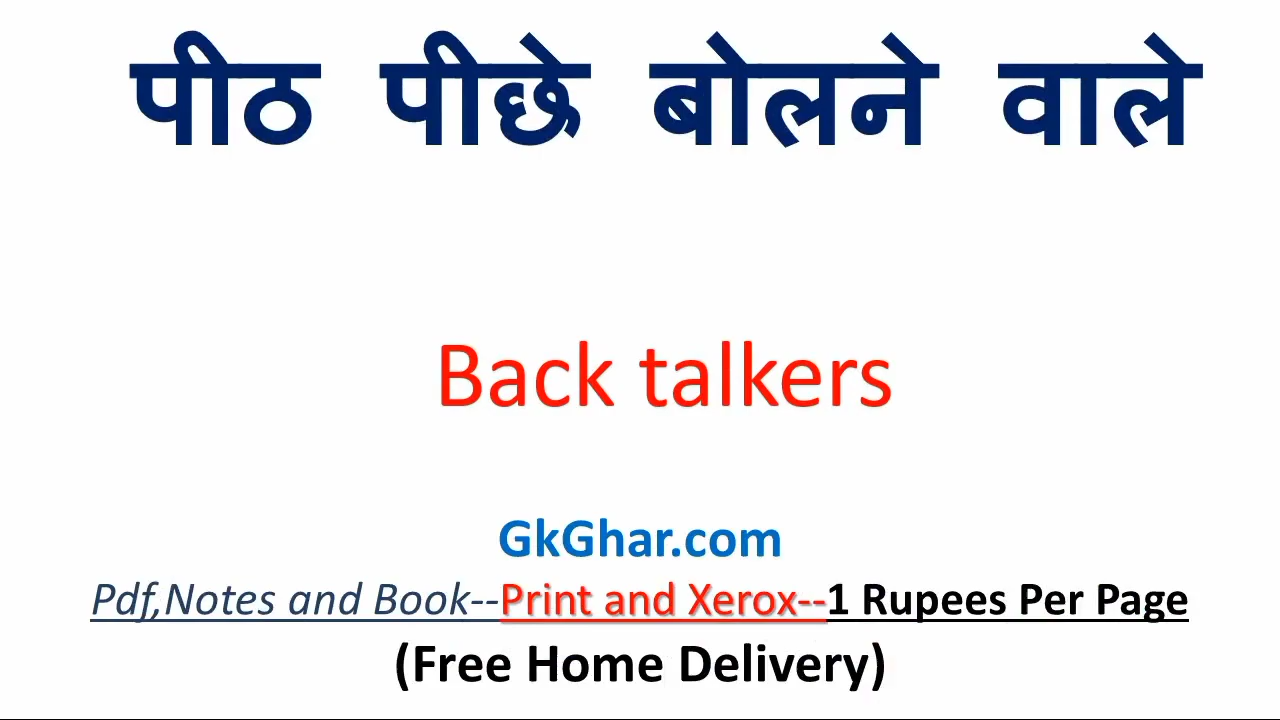 पीठ पीछे बोलने वाले
Back talkers
GkGhar.com
Pdf,Notes and Book--Print and Xerox--1 Rupees Per Page
(Free Home Delivery)